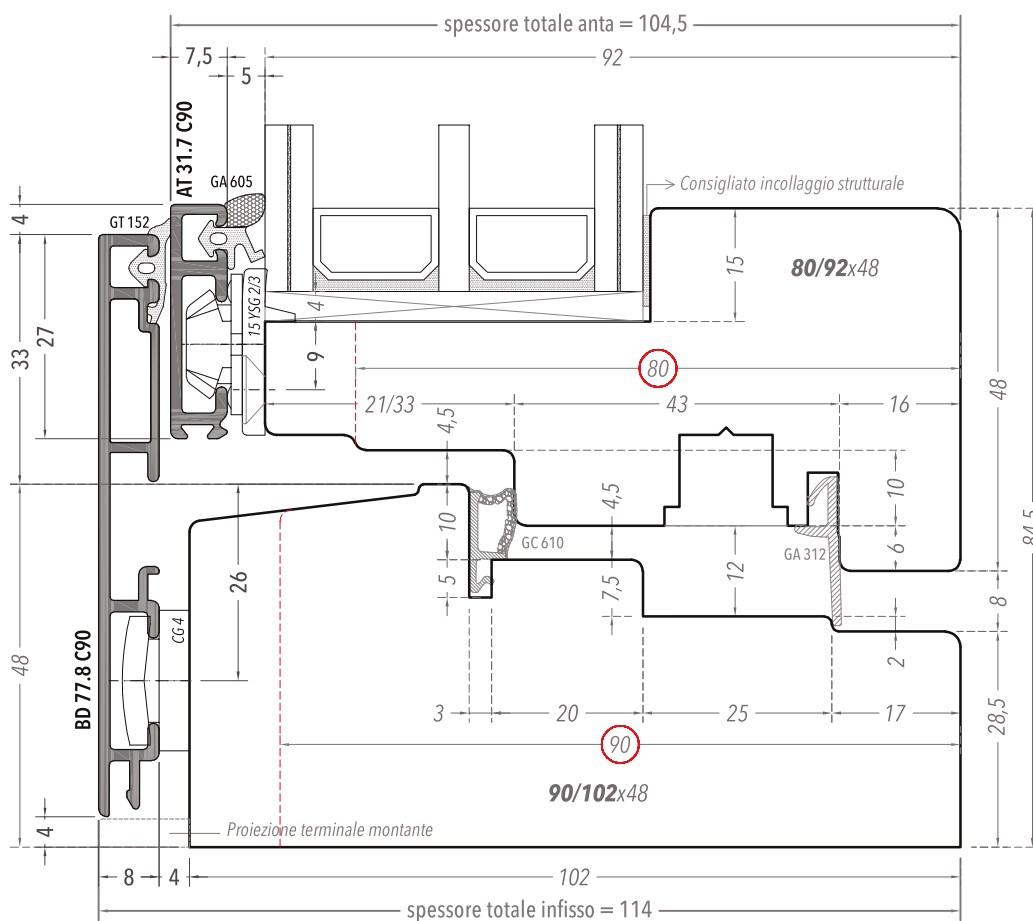 spessore totale anta = 104,5
7,5
92
5
AT 31.7 C90
GA 605
Consigliato incollaggio strutturale
4
GT 152
15
80/92x48
15 YSG 2/3
4
27
33
9
80
48
21/33
43
16
4,5
4,5
10
10
84,5
GC 610
GA 312
6
5
7,5
12
8
26
CG 4
2
48
BD 77.8 C90
3
20
25
17
28,5
90
90/102x48
4
Proiezione terminale montante
8
4
102
spessore totale infisso = 114